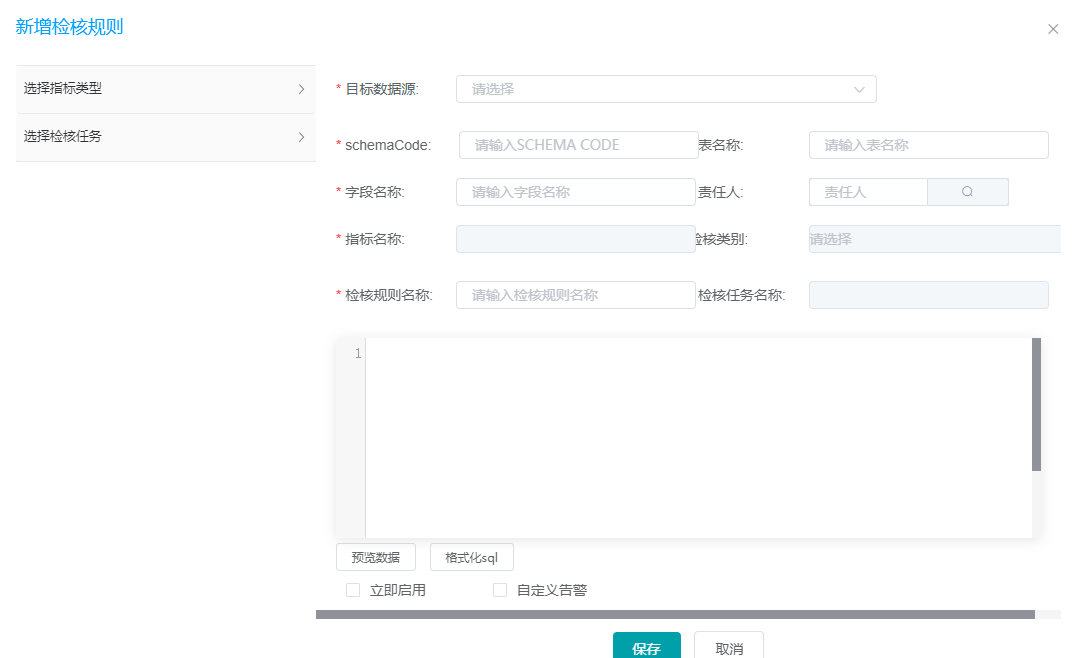 新增检核规则
选择指标类型
选择检核任务
* 目标数据源: 请选择
* schemaCode: 请输入SCHEMA CODE 表名称: 请输入表名称
* 字段名称: 请输入字段名称 责任人: 责任人
* 指标名称: 检核类别: 请选择
* 检核规则名称: 请输入检核规则名称 检核任务名称:
1
预览数据 格式化sql
立即启用 自定义告警
保存 取消